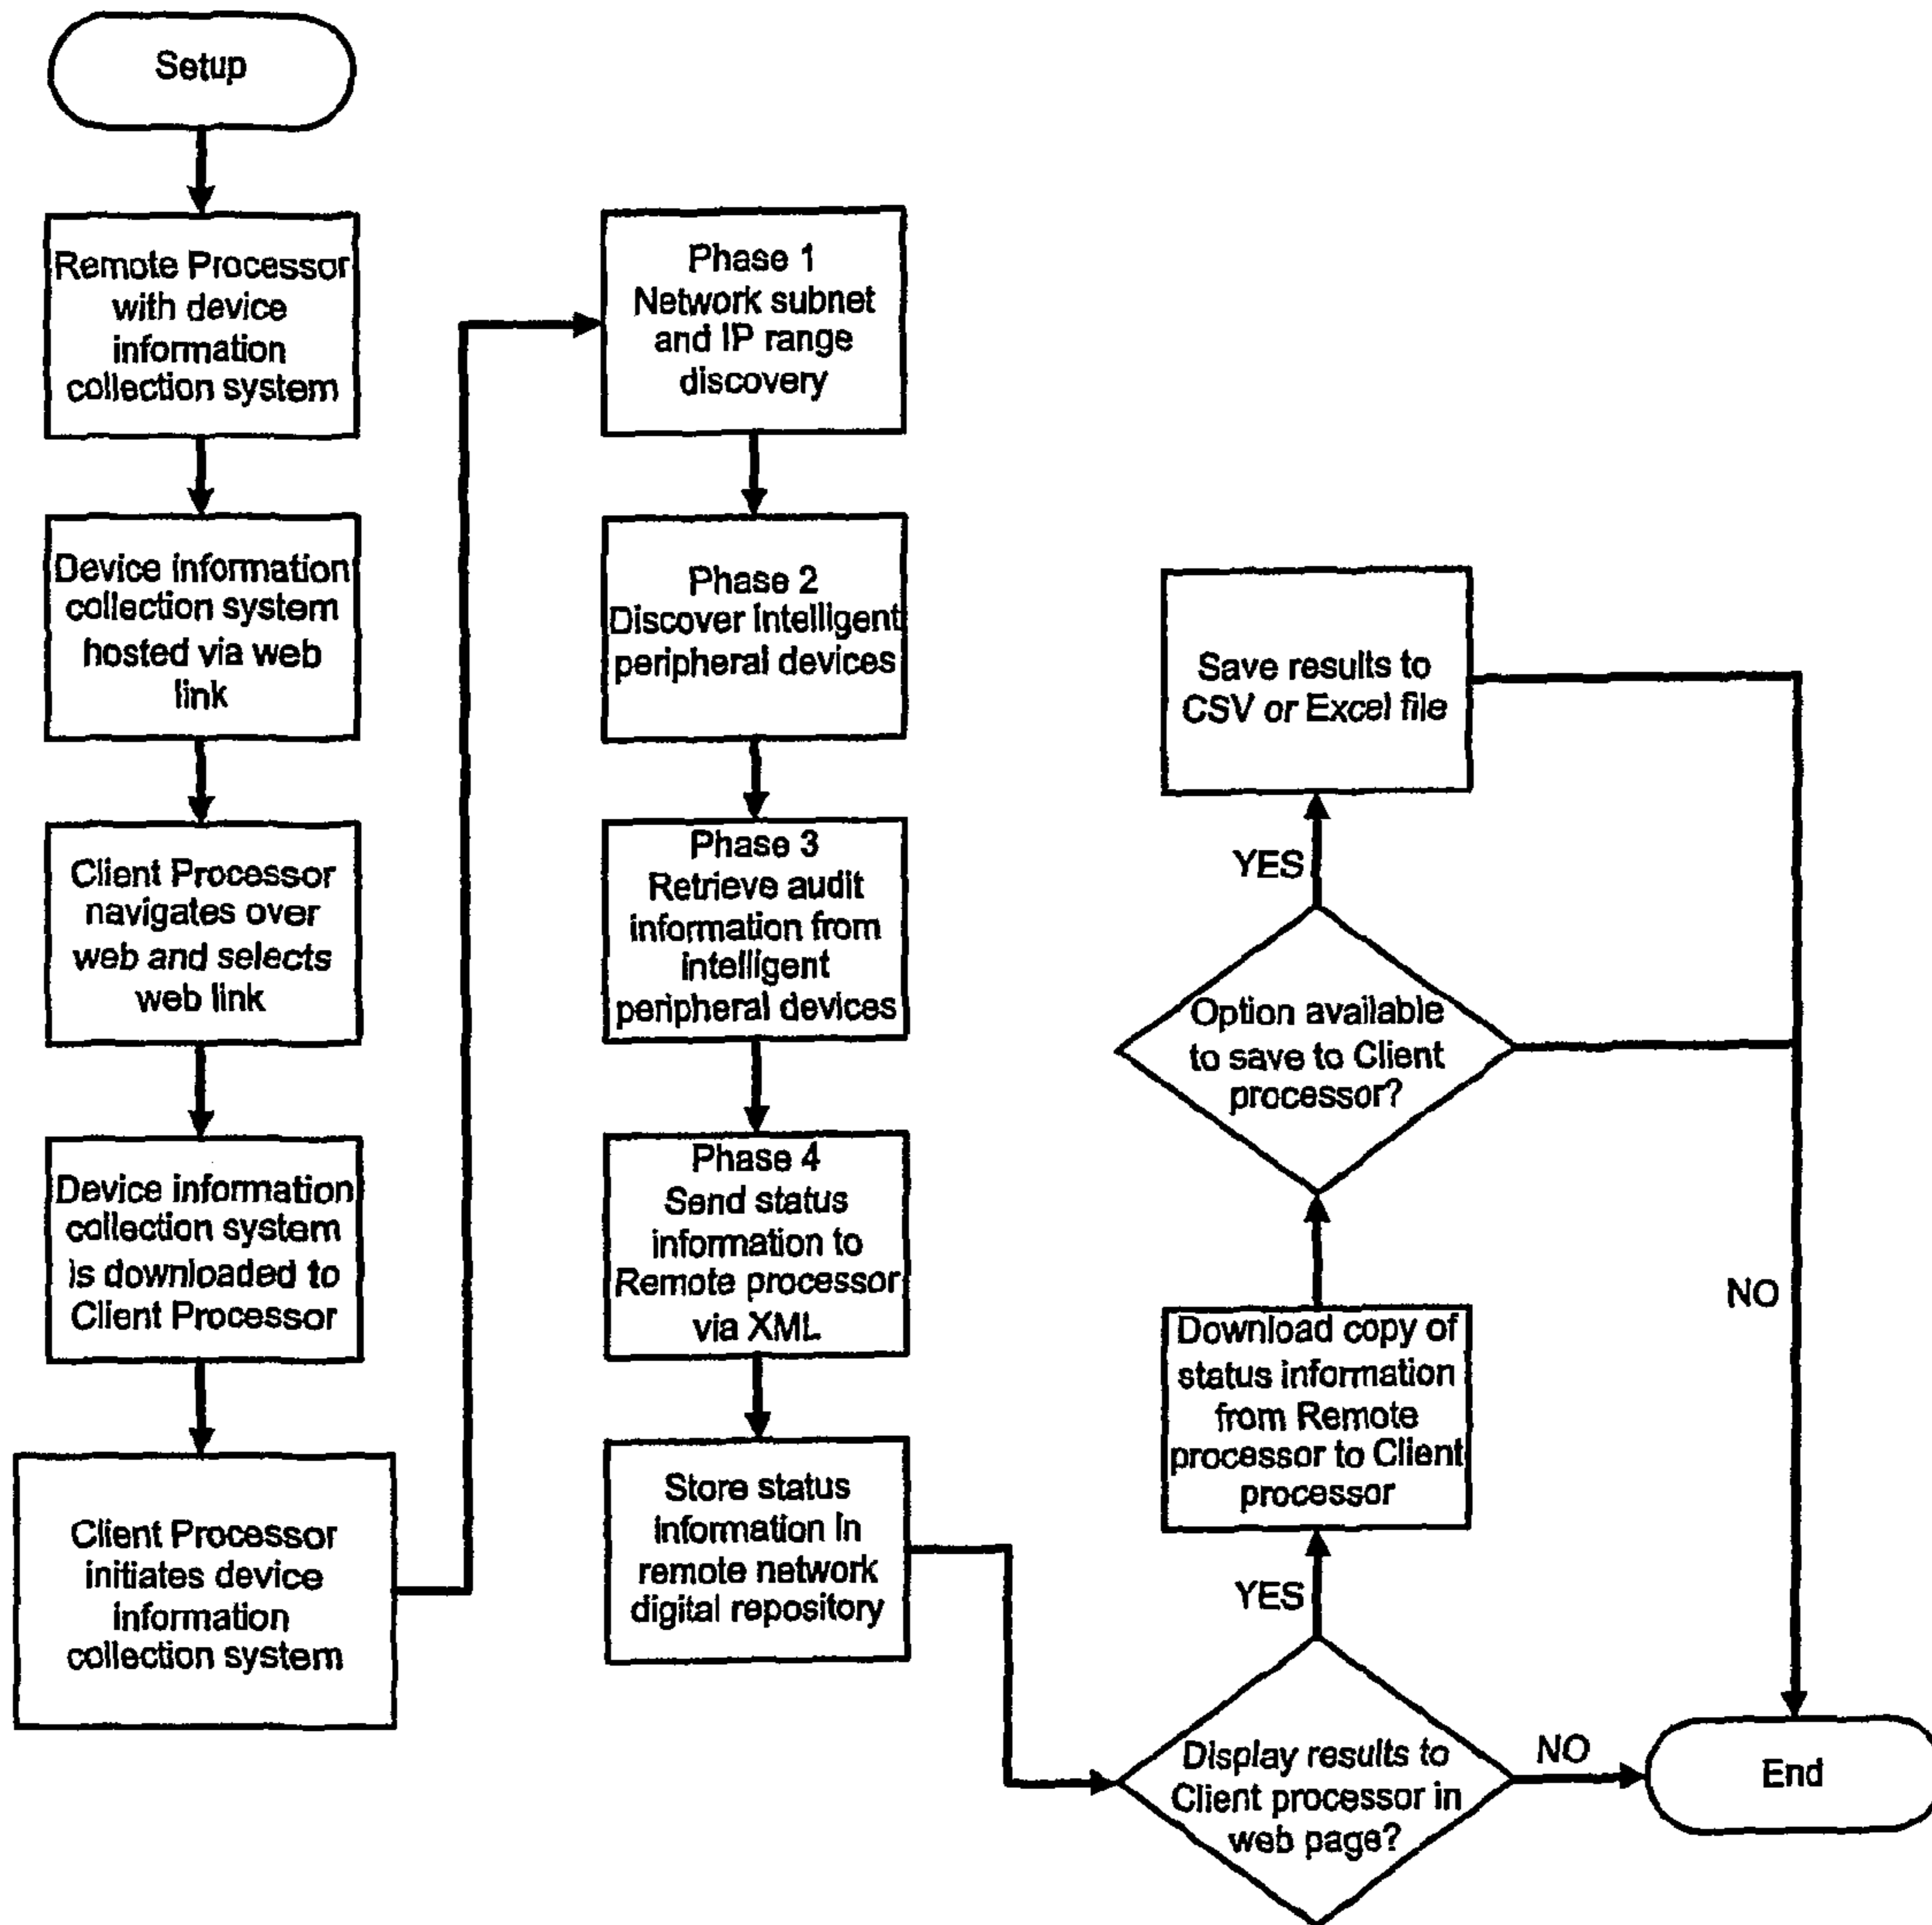 Setup
Remote Processor
with device
information
collection system
Device information
collection system
hosted via web
link
Client Processor
navigates over
web and selects
web link
Device information
collection system
is downloaded to
Client Processor
Client Processor
initiates device
information
collection system
Phase 1
Network subnet
and IP range
discovery
Phase 2
Discover Intelligent
peripheral devices
Phase 3
Retrieve audit
information from
intelligent
peripheral devices
Phase 4
Send status
information to
Remote processor
via XML
Store status
information in
remote network
digital repository
Display results to
Client processor in
web page?
YES
NO
Download copy of
status information
from Remote
processor to Client
processor
Option available
to save to Client
processor?
YES
NO
Save results to
CSV or Excel file
End